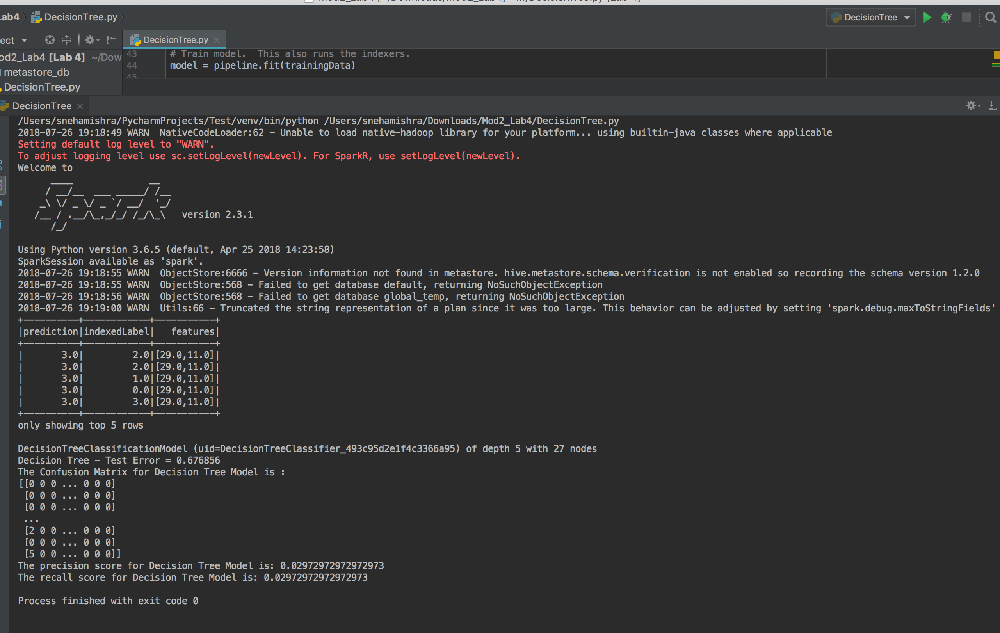 DecisionTree.py
DecisionTree
DecisionTree.py
[Lab 4] ~/Dow
43 # Train model.  This also runs the indexers.
44 model = pipeline.fit(trainingData)
45
metastore_db
DecisionTree.py
DecisionTree
/Users/snehamishra/PycharmProjects/Test/venv/bin/python /Users/snehamishra/Downloads/Mod2_Lab4/DecisionTree.py
2018-07-26 19:18:49 WARN  NativeCodeLoader:62 - Unable to load native-hadoop library for your platform... using builtin-java classes where applicable
Setting default log level to "WARN".
To adjust logging level use sc.setLogLevel(newLevel). For SparkR, use setLogLevel(newLevel).
Welcome to
      ____              __
     / __/__  ___ _____/ /__
    _\ \/ _ \/ _ `/ __/  '_/
   /__ / .__/\_,_/_/ /_/\_\   version 2.3.1
      /_/
Using Python version 3.6.5 (default, Apr 25 2018 14:23:58)
SparkSession available as 'spark'.
2018-07-26 19:18:55 WARN  ObjectStore:6666 - Version information not found in metastore. hive.metastore.schema.verification is not enabled so recording the schema version 1.2.0
2018-07-26 19:18:55 WARN  ObjectStore:568 - Failed to get database default, returning NoSuchObjectException
2018-07-26 19:18:56 WARN  ObjectStore:568 - Failed to get database global_temp, returning NoSuchObjectException
2018-07-26 19:19:00 WARN  Utils:66 - Truncated the string representation of a plan since it was too large. This behavior can be adjusted by setting 'spark.debug.maxToStringFields'
+----------+------------+-----------+
|prediction|indexedLabel|   features|
+----------+------------+-----------+
|       3.0|         2.0|[29.0,11.0]|
|       3.0|         2.0|[29.0,11.0]|
|       3.0|         1.0|[29.0,11.0]|
|       3.0|         0.0|[29.0,11.0]|
|       3.0|         3.0|[29.0,11.0]|
+----------+------------+-----------+
only showing top 5 rows
DecisionTreeClassificationModel (uid=DecisionTreeClassifier_493c95d2e1f4c3366a95) of depth 5 with 27 nodes
Decision Tree - Test Error = 0.676856
The Confusion Matrix for Decision Tree Model is :
[[0 0 0 ... 0 0 0]
 [0 0 0 ... 0 0 0]
 [0 0 0 ... 0 0 0]
 ...
 [2 0 0 ... 0 0 0]
 [0 0 0 ... 0 0 0]
 [5 0 0 ... 0 0 0]]
The precision score for Decision Tree Model is: 0.02972972972972973
The recall score for Decision Tree Model is: 0.02972972972972973
Process finished with exit code 0